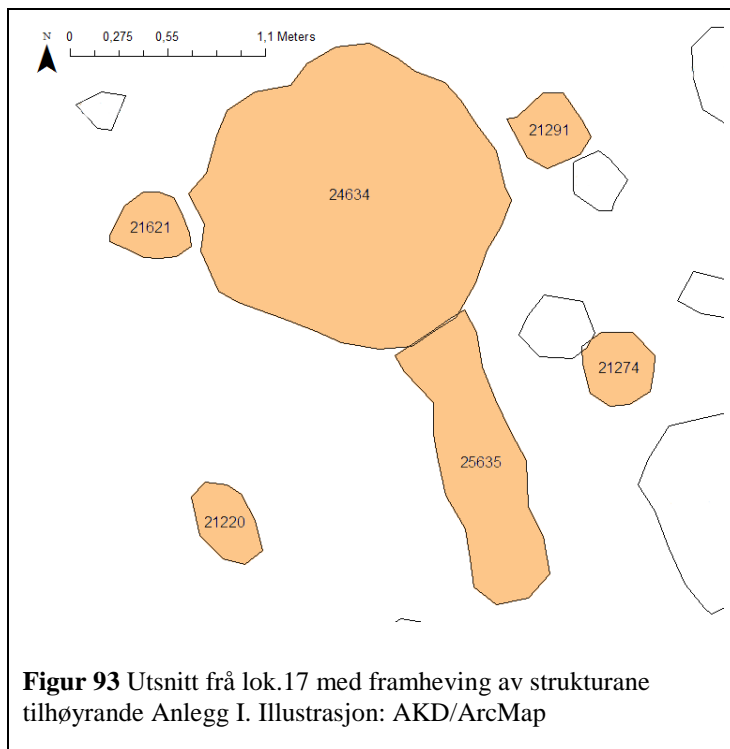 N 0 0,275 0,55 1,1 Meters
21291
24634
21621
21274
25635
21220
Figur 93 Utsnitt frå lok.17 med framheving av strukturane
tilhøyrande Anlegg I. Illustrasjon: AKD/ArcMap